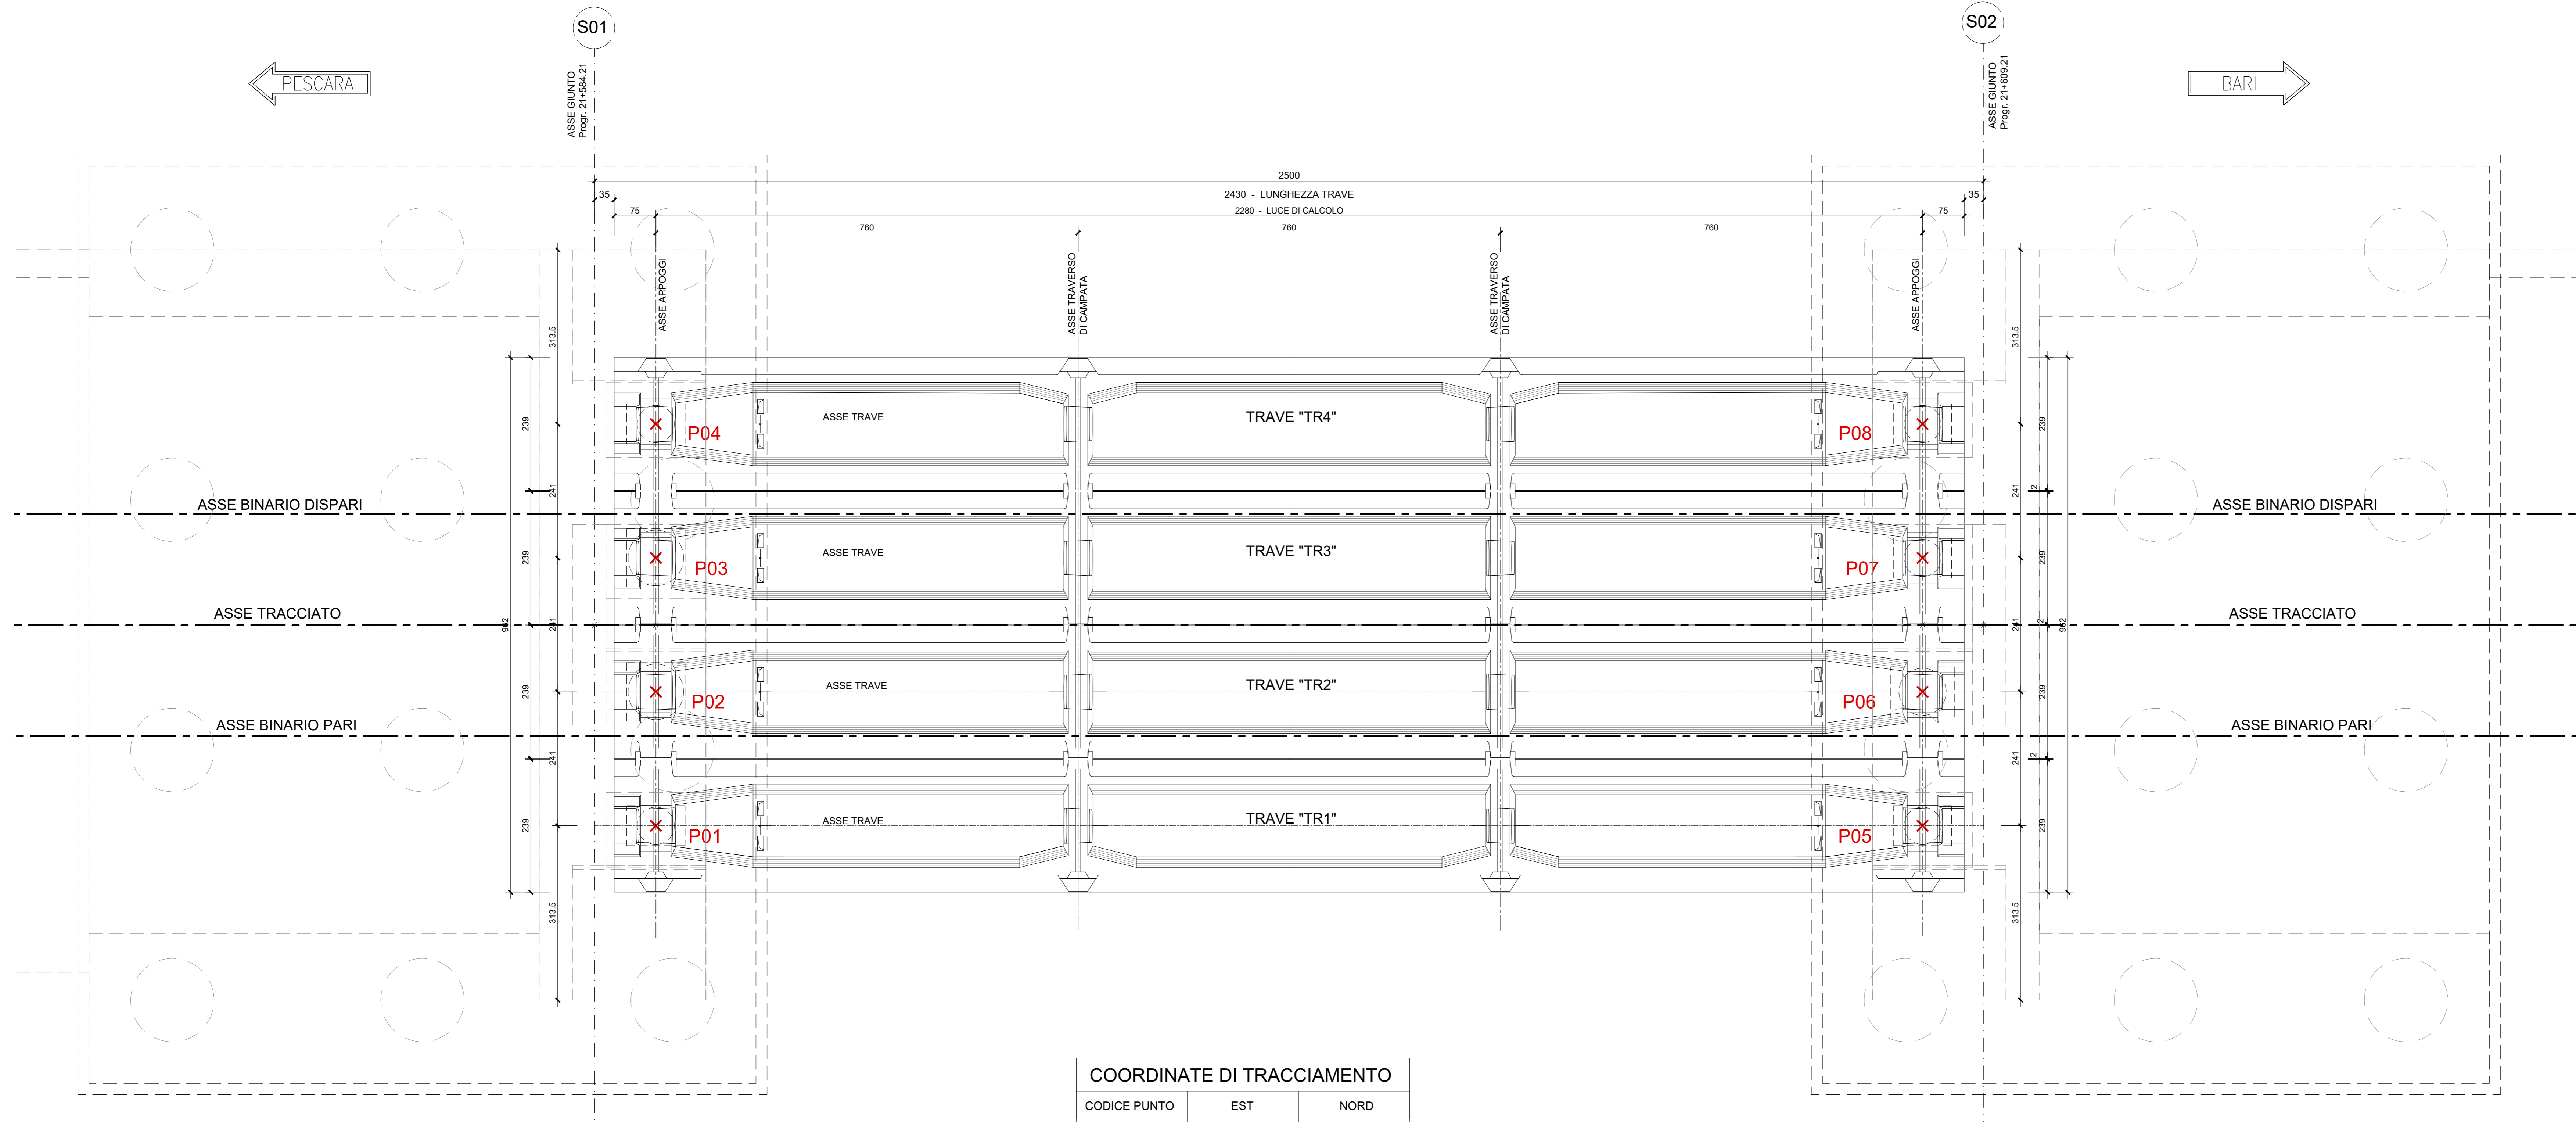 S01
S02
PESCARA
BARI
ASSE GIUNTO
Progr. 21+584.21
ASSE GIUNTO
Progr. 21+609.21
2500
35
2430 - LUNGHEZZA TRAVE
35
75
2280 - LUCE DI CALCOLO
75
760
760
760
ASSE APPOGGI
ASSE TRAVERSO
DI CAMPATA
ASSE TRAVERSO
DI CAMPATA
ASSE APPOGGI
313.5
313.5
239
P04
ASSE TRAVE
TRAVE "TR4"
P08
239
241
241
2
ASSE BINARIO DISPARI
ASSE BINARIO DISPARI
239
P03
ASSE TRAVE
TRAVE "TR3"
P07
239
ASSE TRACCIATO
ASSE TRACCIATO
962
241
241
2
962
239
P02
ASSE TRAVE
TRAVE "TR2"
P06
239
ASSE BINARIO PARI
ASSE BINARIO PARI
241
241
2
239
P01
ASSE TRAVE
TRAVE "TR1"
P05
239
313.5
313.5
COORDINATE DI TRACCIAMENTO
CODICE PUNTO EST NORD